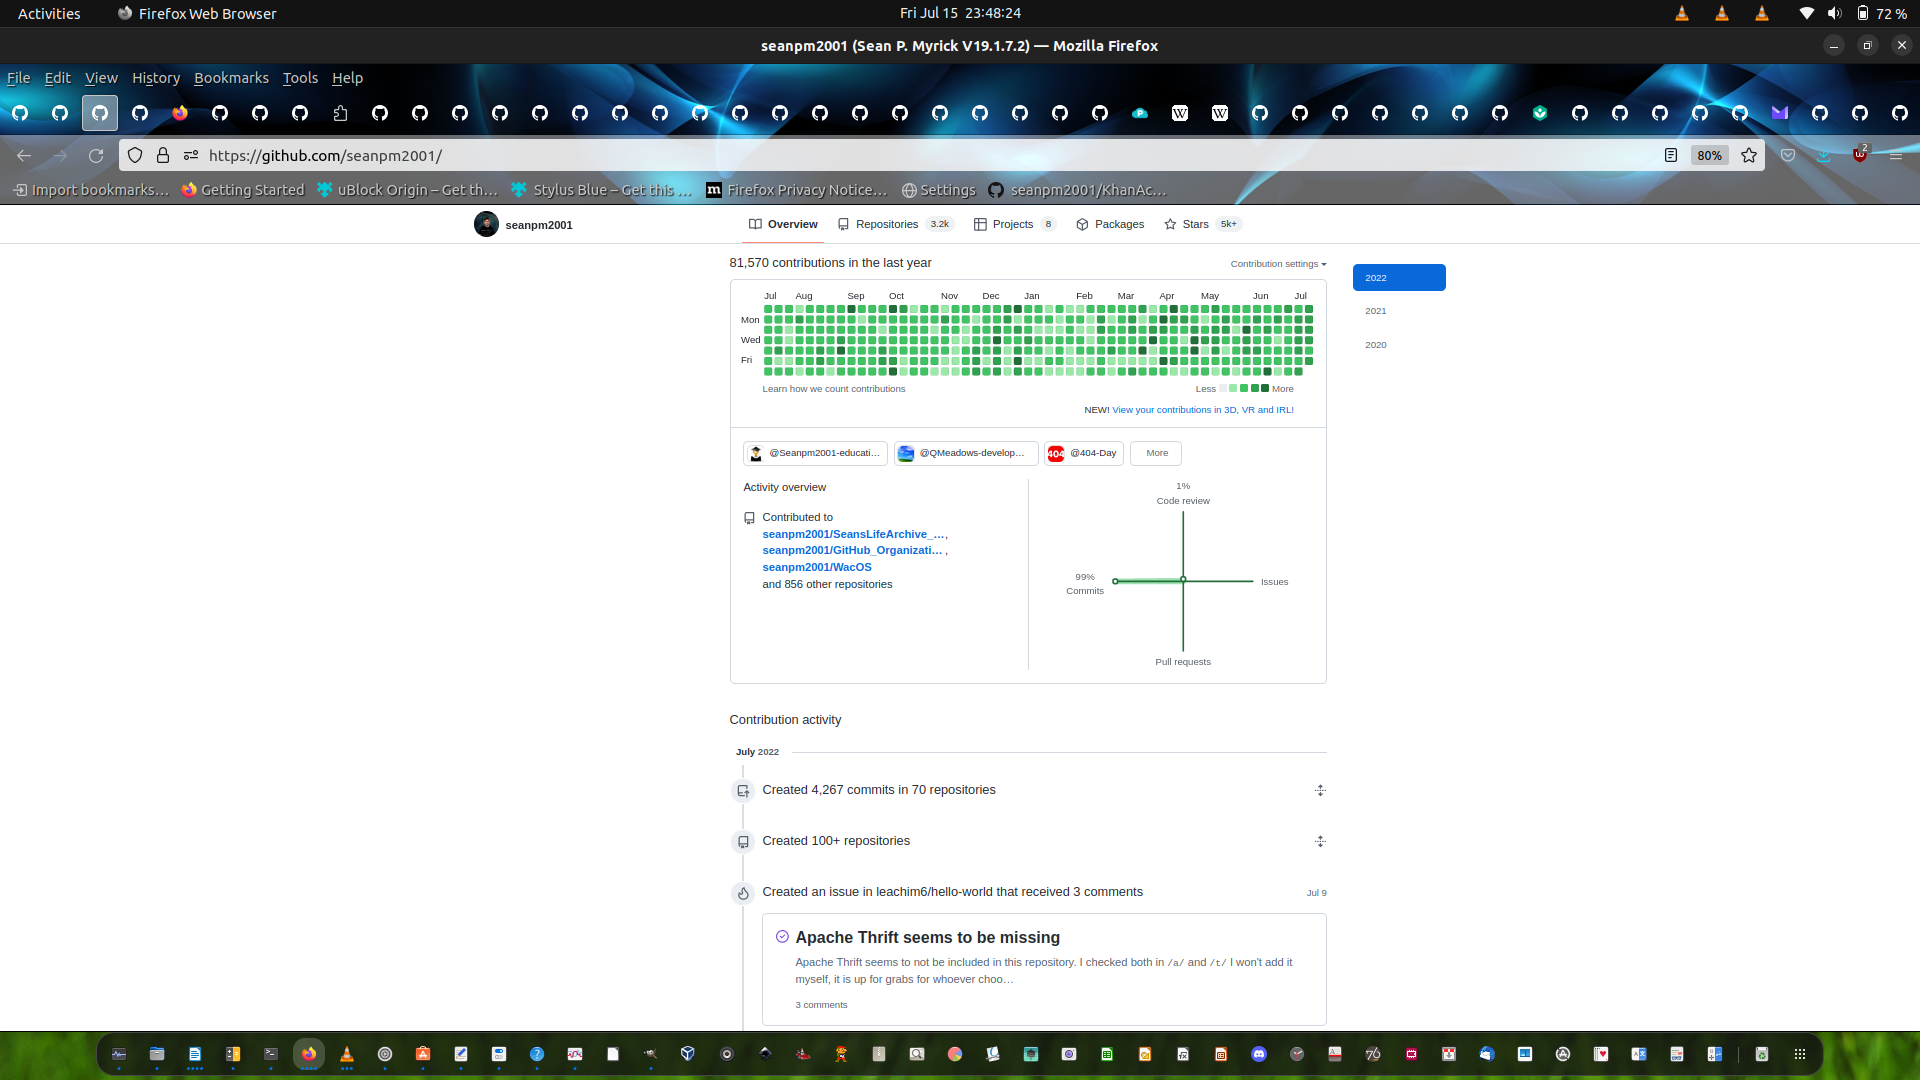 Activities Firefox Web Browser Fri Jul 15 23:48:24 72 %
seanpm2001 (Sean P. Myrick V19.1.7.2) — Mozilla Firefox
File Edit View History Bookmarks Tools Help
https://github.com/seanpm2001/ 80% 2
Import bookmarks… Getting Started uBlock Origin – Get th… Stylus Blue – Get this … Firefox Privacy Notice… Settings seanpm2001/KhanAc…
seanpm2001 Overview Repositories 3.2k Projects 8 Packages Stars 5k+
81,570 contributions in the last year Contribution settings
2022
2021
2020
Jul Aug Sep Oct Nov Dec Jan Feb Mar Apr May Jun Jul
Mon
Wed
Fri
Learn how we count contributions Less More
NEW! View your contributions in 3D, VR and IRL!
@Seanpm2001-educati… @QMeadows-develop… 404 @404-Day More
Activity overview
Contributed to
seanpm2001/SeansLifeArchive_…,
seanpm2001/GitHub_Organizati… ,
seanpm2001/WacOS
and 856 other repositories
1%
Code review
99%
Commits
Issues
Pull requests
Contribution activity
July 2022
Created 4,267 commits in 70 repositories
Created 100+ repositories
Created an issue in leachim6/hello-world that received 3 comments Jul 9
Apache Thrift seems to be missing
Apache Thrift seems to not be included in this repository. I checked both in /a/ and /t/ I won't add it
myself, it is up for grabs for whoever choo…
3 comments